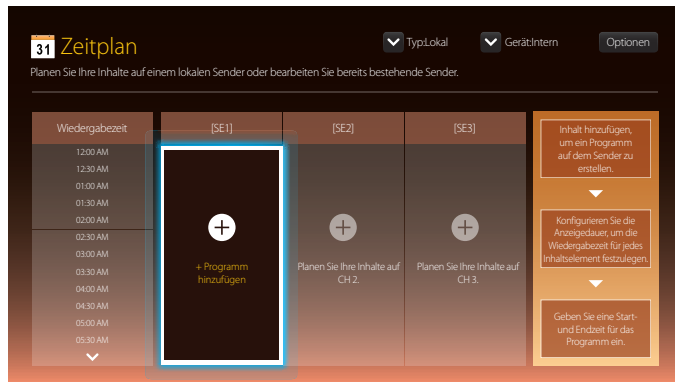 31 Zeitplan
Typ:Lokal
Gerät:Intern
Optionen
Planen Sie Ihre Inhalte auf einem lokalen Sender oder bearbeiten Sie bereits bestehende Sender.
Wiedergabezeit
12:00 AM
12:30 AM
01:00 AM
01:30 AM
02:00 AM
02:30 AM
03:00 AM
03:30 AM
04:00 AM
04:30 AM
05:00 AM
05:30 AM
[SE1]
+ Programm
hinzufügen
[SE2]
Planen Sie Ihre Inhalte auf
CH 2.
[SE3]
Planen Sie Ihre Inhalte auf
CH 3.
Inhalt hinzufügen,
um ein Programm
auf dem Sender zu
erstellen.
Konfigurieren Sie die
Anzeigedauer, um die
Wiedergabezeit für jedes
Inhaltselement festzulegen.
Geben Sie eine Start-
und Endzeit für das
Programm ein.